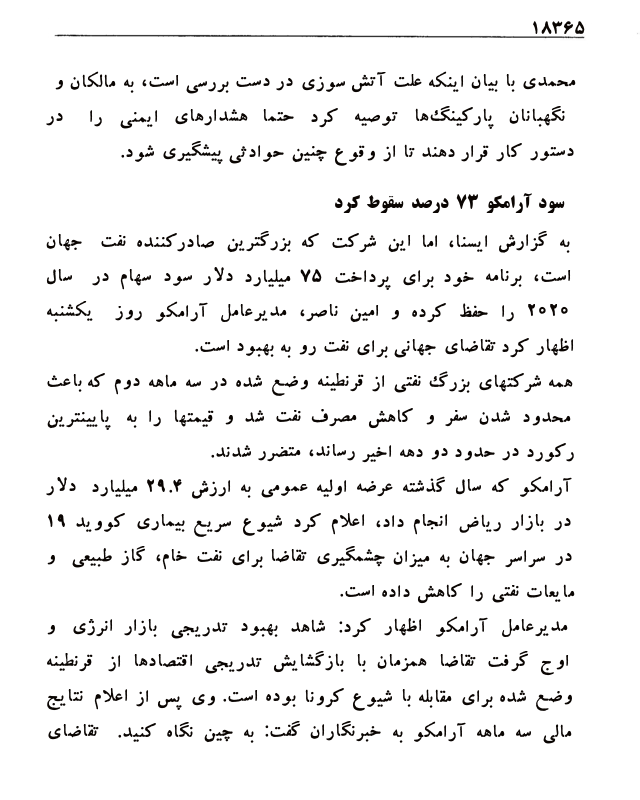 ۱۸۳۶۵
محمدی با بیان اینکه علت آتش سوزی در دست بررسی است، به مالکان و
نگهبانان پارکینگ‌ها توصیه کرد حتما هشدارهای ایمنی را در
دستور کار قرار دهند تا از وقوع چنین حوادثی پیشگیری شود.
سود آرامکو ۷۳ درصد سقوط کرد
به گزارش ایسنا، اما این شرکت که بزرگترین صادرکننده نفت جهان
است، برنامه خود برای پرداخت ۷۵ میلیارد دلار سود سهام در سال
۲۰۲۰ را حفظ کرده و امین ناصر، مدیرعامل آرامکو روز یکشنبه
اظهار کرد تقاضای جهانی برای نفت رو به بهبود است.
همه شرکتهای بزرگ نفتی از قرنطینه وضع شده در سه ماهه دوم که باعث
محدود شدن سفر و کاهش مصرف نفت شد و قیمتها را به پایینترین
رکورد در حدود دو دهه اخیر رساند، متضرر شدند.
آرامکو که سال گذشته عرضه اولیه عمومی به ارزش ۲۹.۴ میلیارد دلار
در بازار ریاض انجام داد، اعلام کرد شیوع سریع بیماری کووید ۱۹
در سراسر جهان به میزان چشمگیری تقاضا برای نفت خام، گاز طبیعی و
مایعات نفتی را کاهش داده است.
مدیرعامل آرامکو اظهار کرد: شاهد بهبود تدریجی بازار انرژی و
اوج گرفت تقاضا همزمان با بازگشایش تدریجی اقتصادها از قرنطینه
وضع شده برای مقابله با شیوع کرونا بوده است. وی پس از اعلام نتایج
مالی سه ماهه آرامکو به خبرنگاران گفت: به چین نگاه کنید. تقاضای